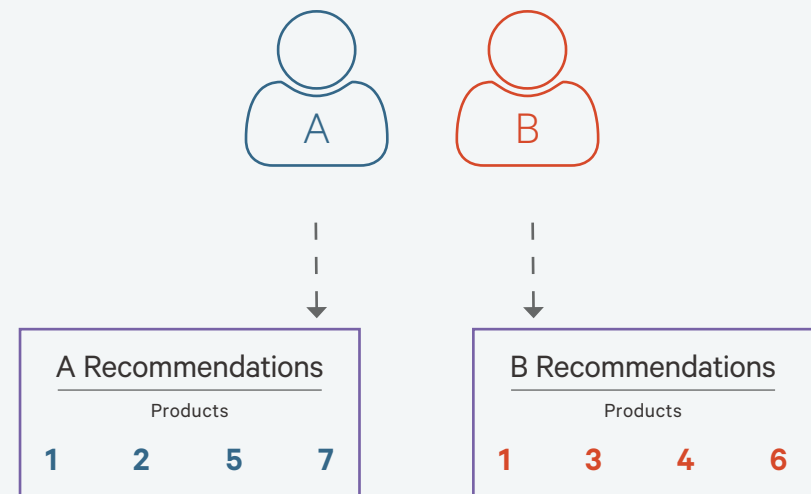 A
B
A Recommendations
Products
1 2 5 7
B Recommendations
Products
1 3 4 6